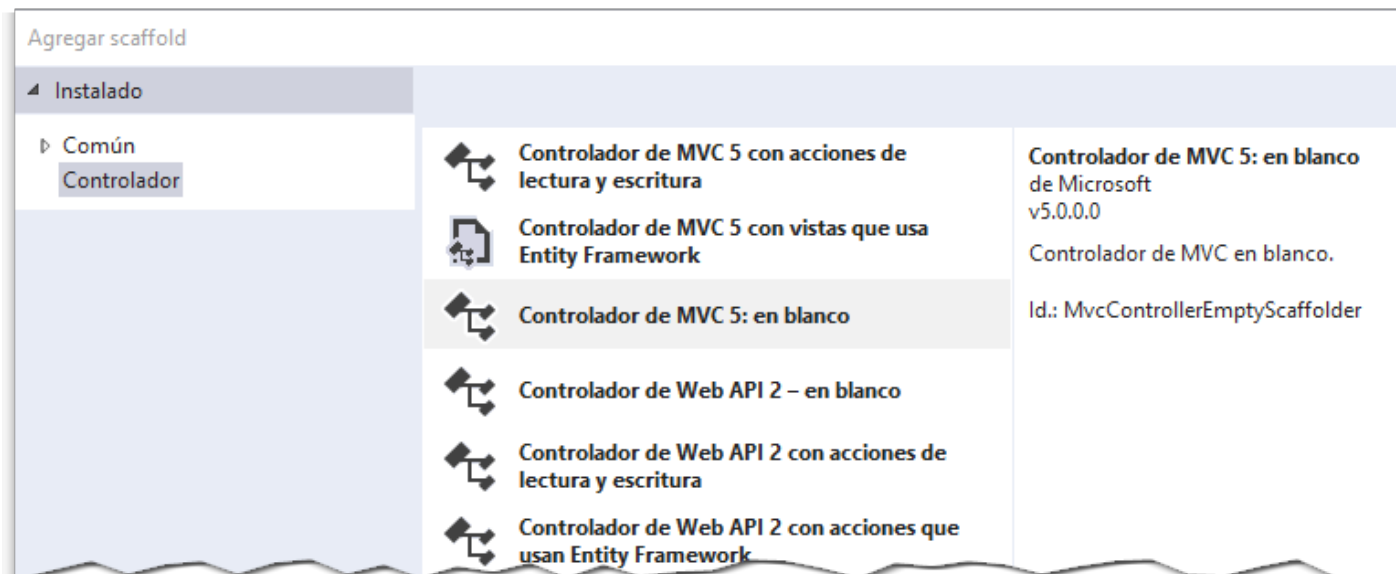 Agregar scaffold
Instalado
Común
Controlador
Controlador de MVC 5 con acciones de
lectura y escritura
Controlador de MVC 5 con vistas que usa
Entity Framework
Controlador de MVC 5: en blanco
Controlador de Web API 2 – en blanco
Controlador de Web API 2 con acciones de
lectura y escritura
Controlador de Web API 2 con acciones que
usan Entity Framework
Controlador de MVC 5: en blanco
de Microsoft
v5.0.0.0
Controlador de MVC en blanco.
Id.: MvcControllerEmptyScaffolder